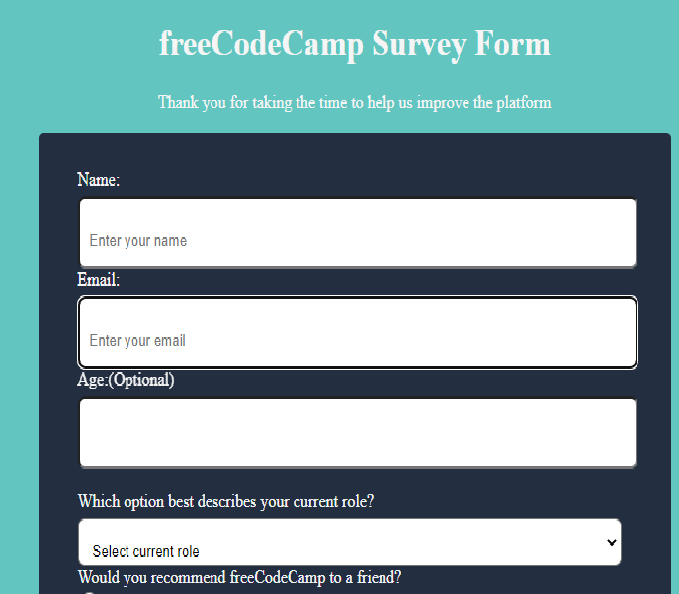 freeCodeCamp Survey Form
Thank you for taking the time to help us improve the platform
Name:
Enter your name
Email:
Enter your email
Age:(Optional)
Which option best describes your current role?
Select current role
Would you recommend freeCodeCamp to a friend?